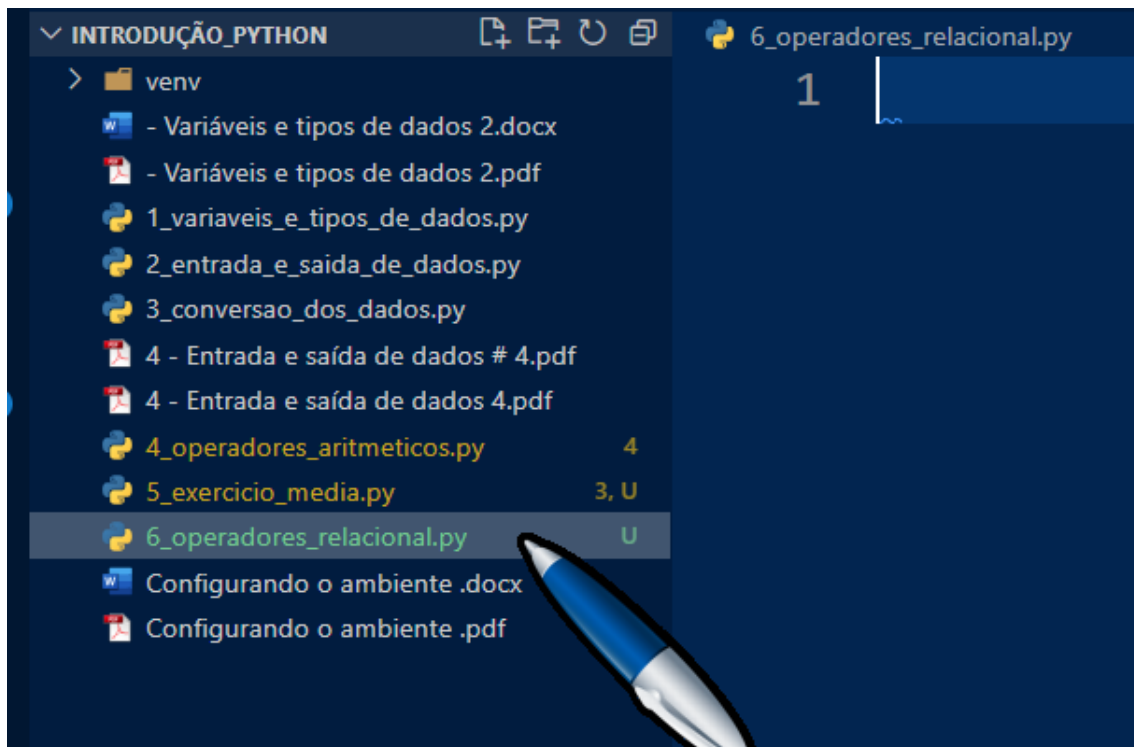 INTRODUÇÃO_PYTHON
6_operadores_relacional.py
venv
1
- Variáveis e tipos de dados 2.docx
- Variáveis e tipos de dados 2.pdf
1_variaveis_e_tipos_de_dados.py
2_entrada_e_saida_de_dados.py
3_conversao_dos_dados.py
4 - Entrada e saída de dados # 4.pdf
4 - Entrada e saída de dados 4.pdf
4_operadores_aritmeticos.py 4
5_exercicio_media.py 3, U
6_operadores_relacional.py U
Configurando o ambiente .docx
Configurando o ambiente .pdf